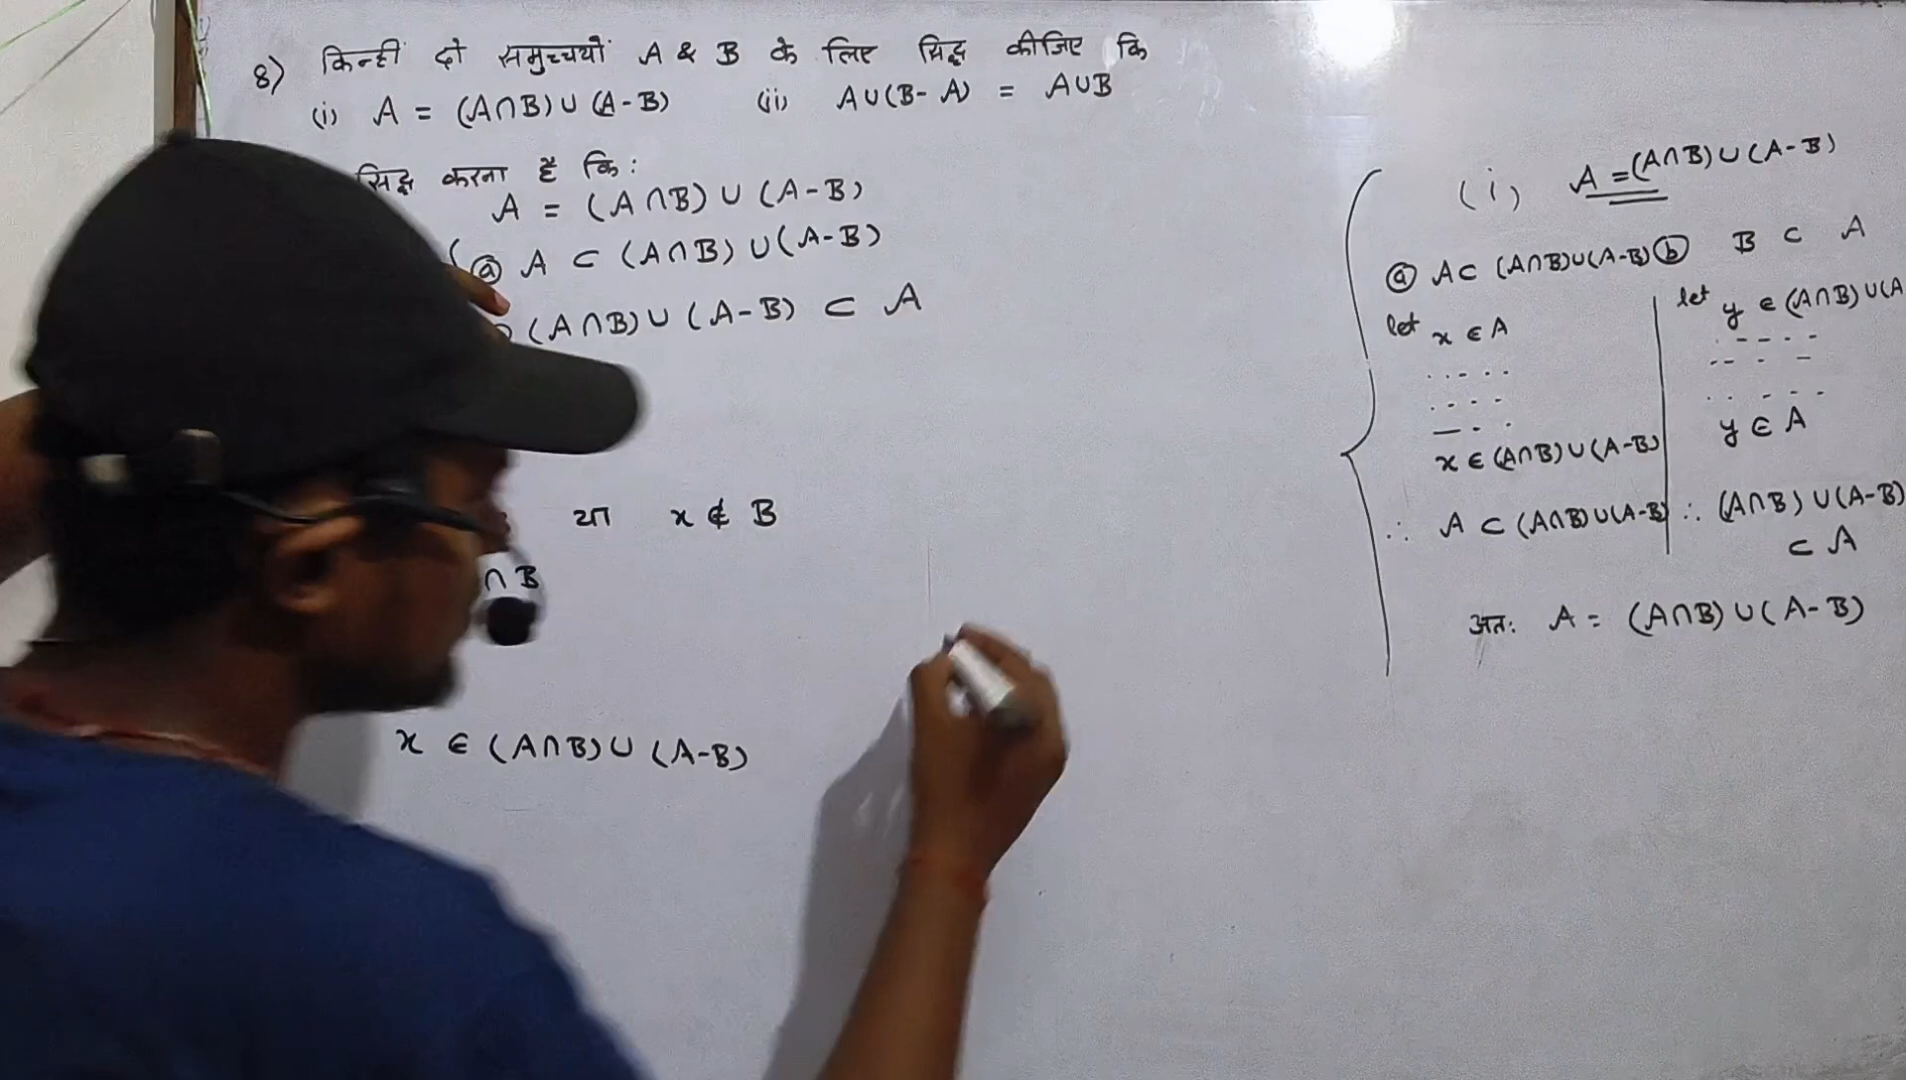 8) किन्हीं दो समुच्चयों A & B के लिए सिद्ध कीजिए कि
(i) A = (A∩B)∪(A-B) (ii) A∪(B-A) = A∪B
सिद्ध करना है कि:
A = (A∩B)∪(A-B)
(a) A ⊂ (A∩B)∪(A-B)
(A∩B)∪(A-B) ⊂ A
या x ∉ B
∩B
x ∈ (A∩B)∪(A-B)
(i) A = (A∩B)∪(A-B)
(a) A⊂ (A∩B)∪(A-B) (b) B ⊂ A
let x ∈ A
. - . .
. - - .
— . .
x ∈ (A∩B)∪(A-B)
∴ A ⊂ (A∩B)∪(A-B)
let y ∈ (A∩B)∪(A
. - - - -
-- - –
. . - . -
y ∈ A
∴ (A∩B)∪(A-B)
⊂ A
अतः A = (A∩B)∪(A-B)